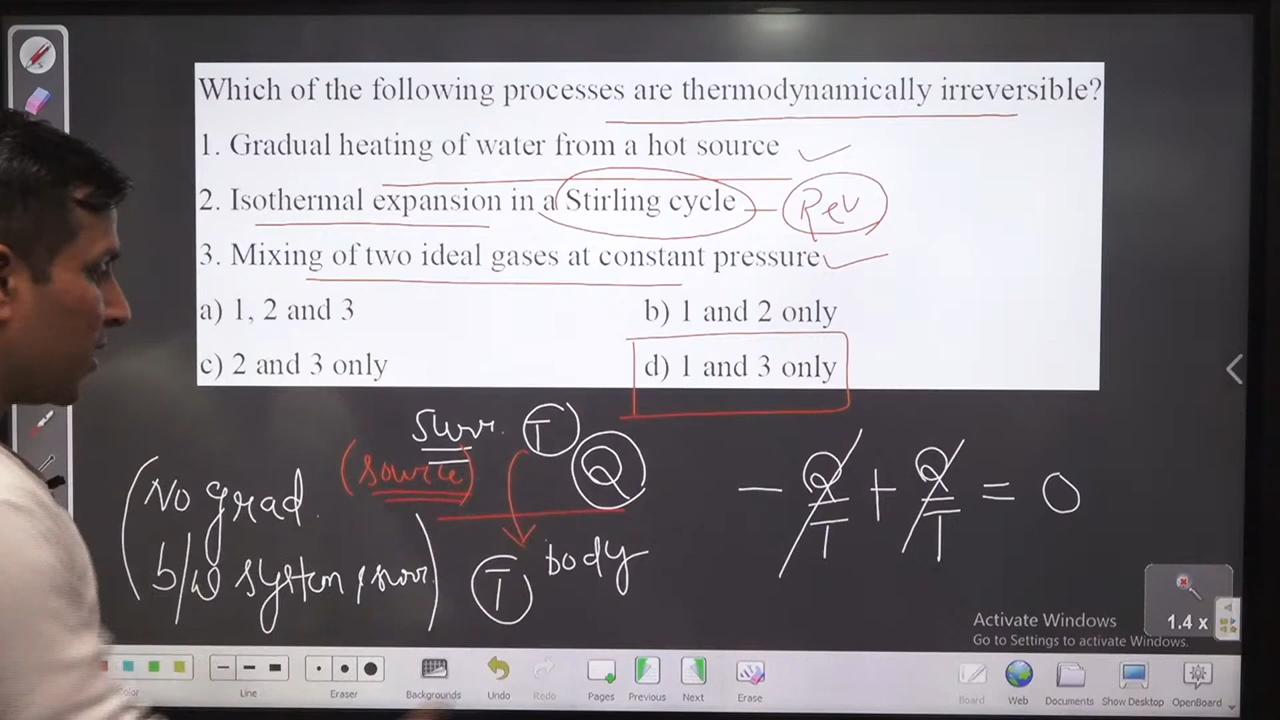 Which of the following processes are thermodynamically irreversible?
1. Gradual heating of water from a hot source
2. Isothermal expansion in a Stirling cycle
Rev
3. Mixing of two ideal gases at constant pressure
a) 1, 2 and 3
b) 1 and 2 only
c) 2 and 3 only
d) 1 and 3 only
Surr. T
(source) Q
(No grad.
b/w system & surr.)
T body
- Q/T + Q/T = 0
1.4 x
Activate Windows
Go to Settings to activate Windows.
Color
Line
Eraser
Backgrounds
Undo
Redo
Pages
Previous
Next
Erase
Board
Web
Documents
Show Desktop
OpenBoard